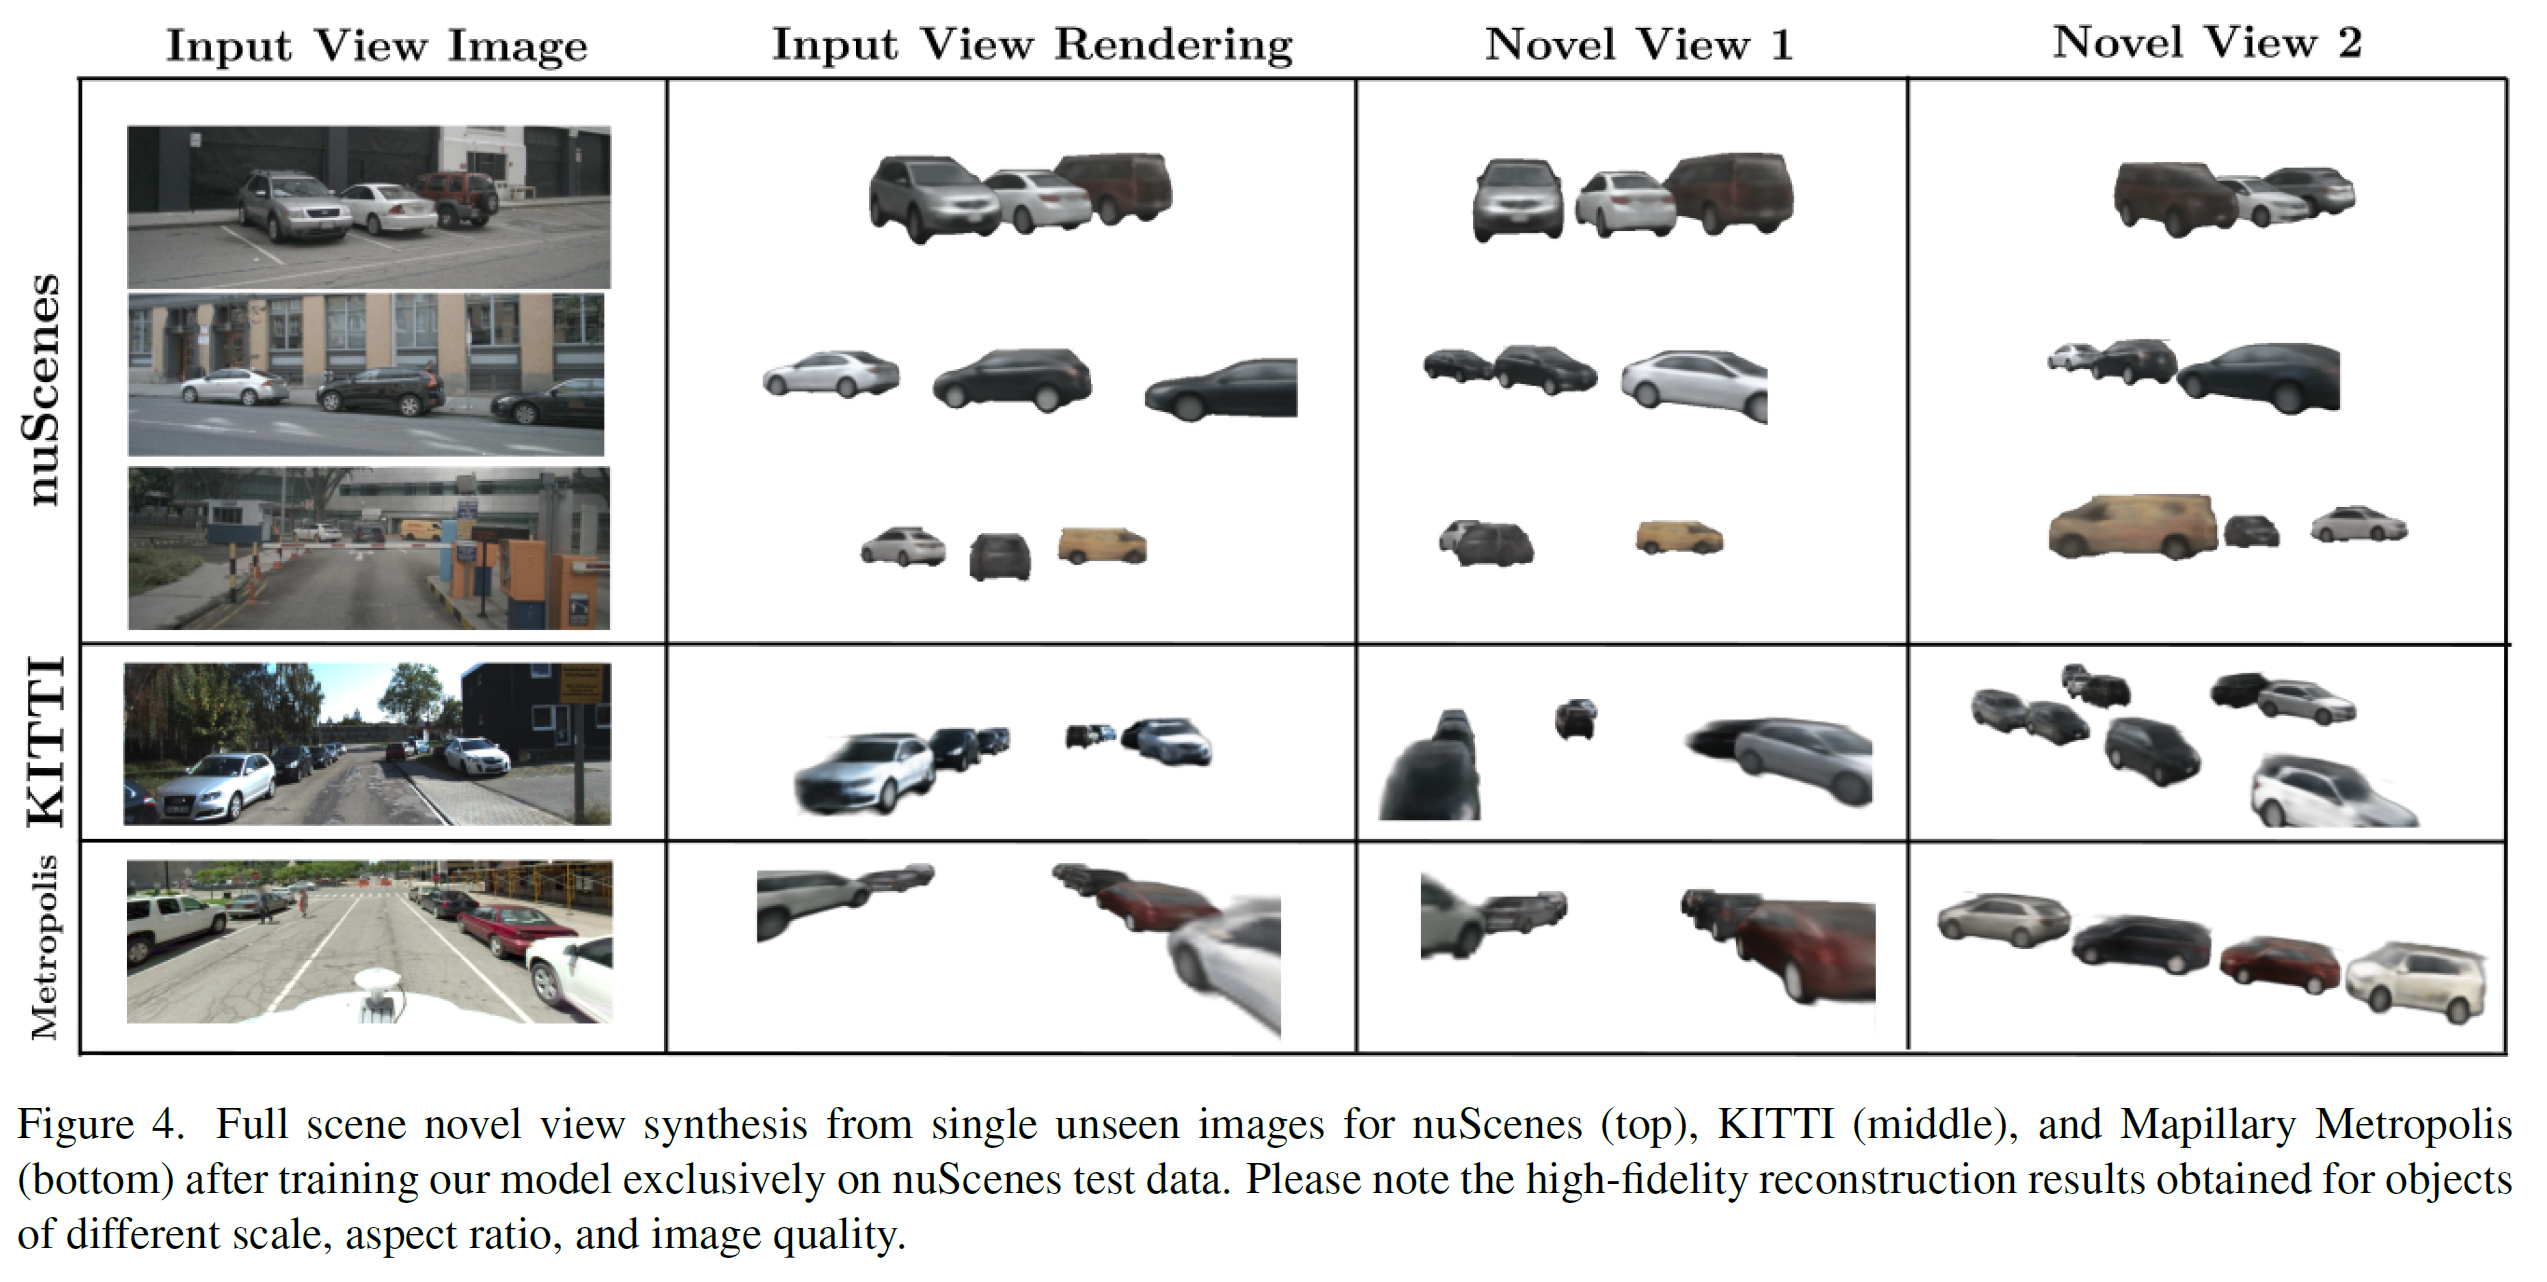 Input View Image
Input View Rendering
Novel View 1
Novel View 2
nuScenes
KITTI
Metropolis
Figure 4. Full scene novel view synthesis from single unseen images for nuScenes (top), KITTI (middle), and Mapillary Metropolis
(bottom) after training our model exclusively on nuScenes test data. Please note the high-fidelity reconstruction results obtained for objects
of different scale, aspect ratio, and image quality.